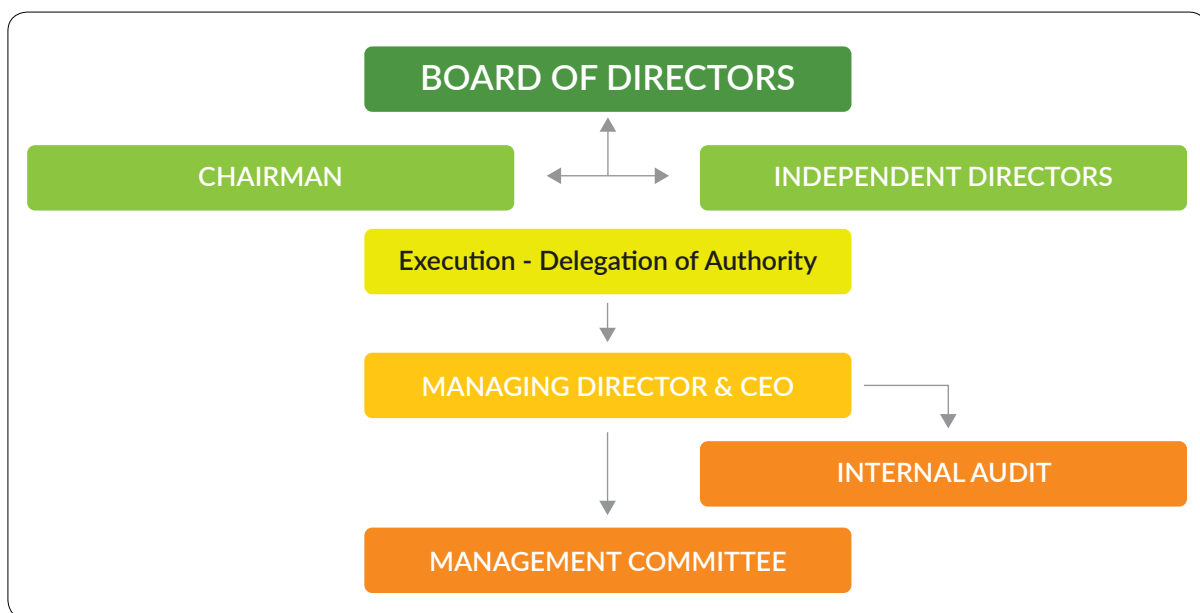 BOARD OF DIRECTORS
CHAIRMAN
INDEPENDENT DIRECTORS
Execution - Delegation of Authority
MANAGING DIRECTOR & CEO
INTERNAL AUDIT
MANAGEMENT COMMITTEE